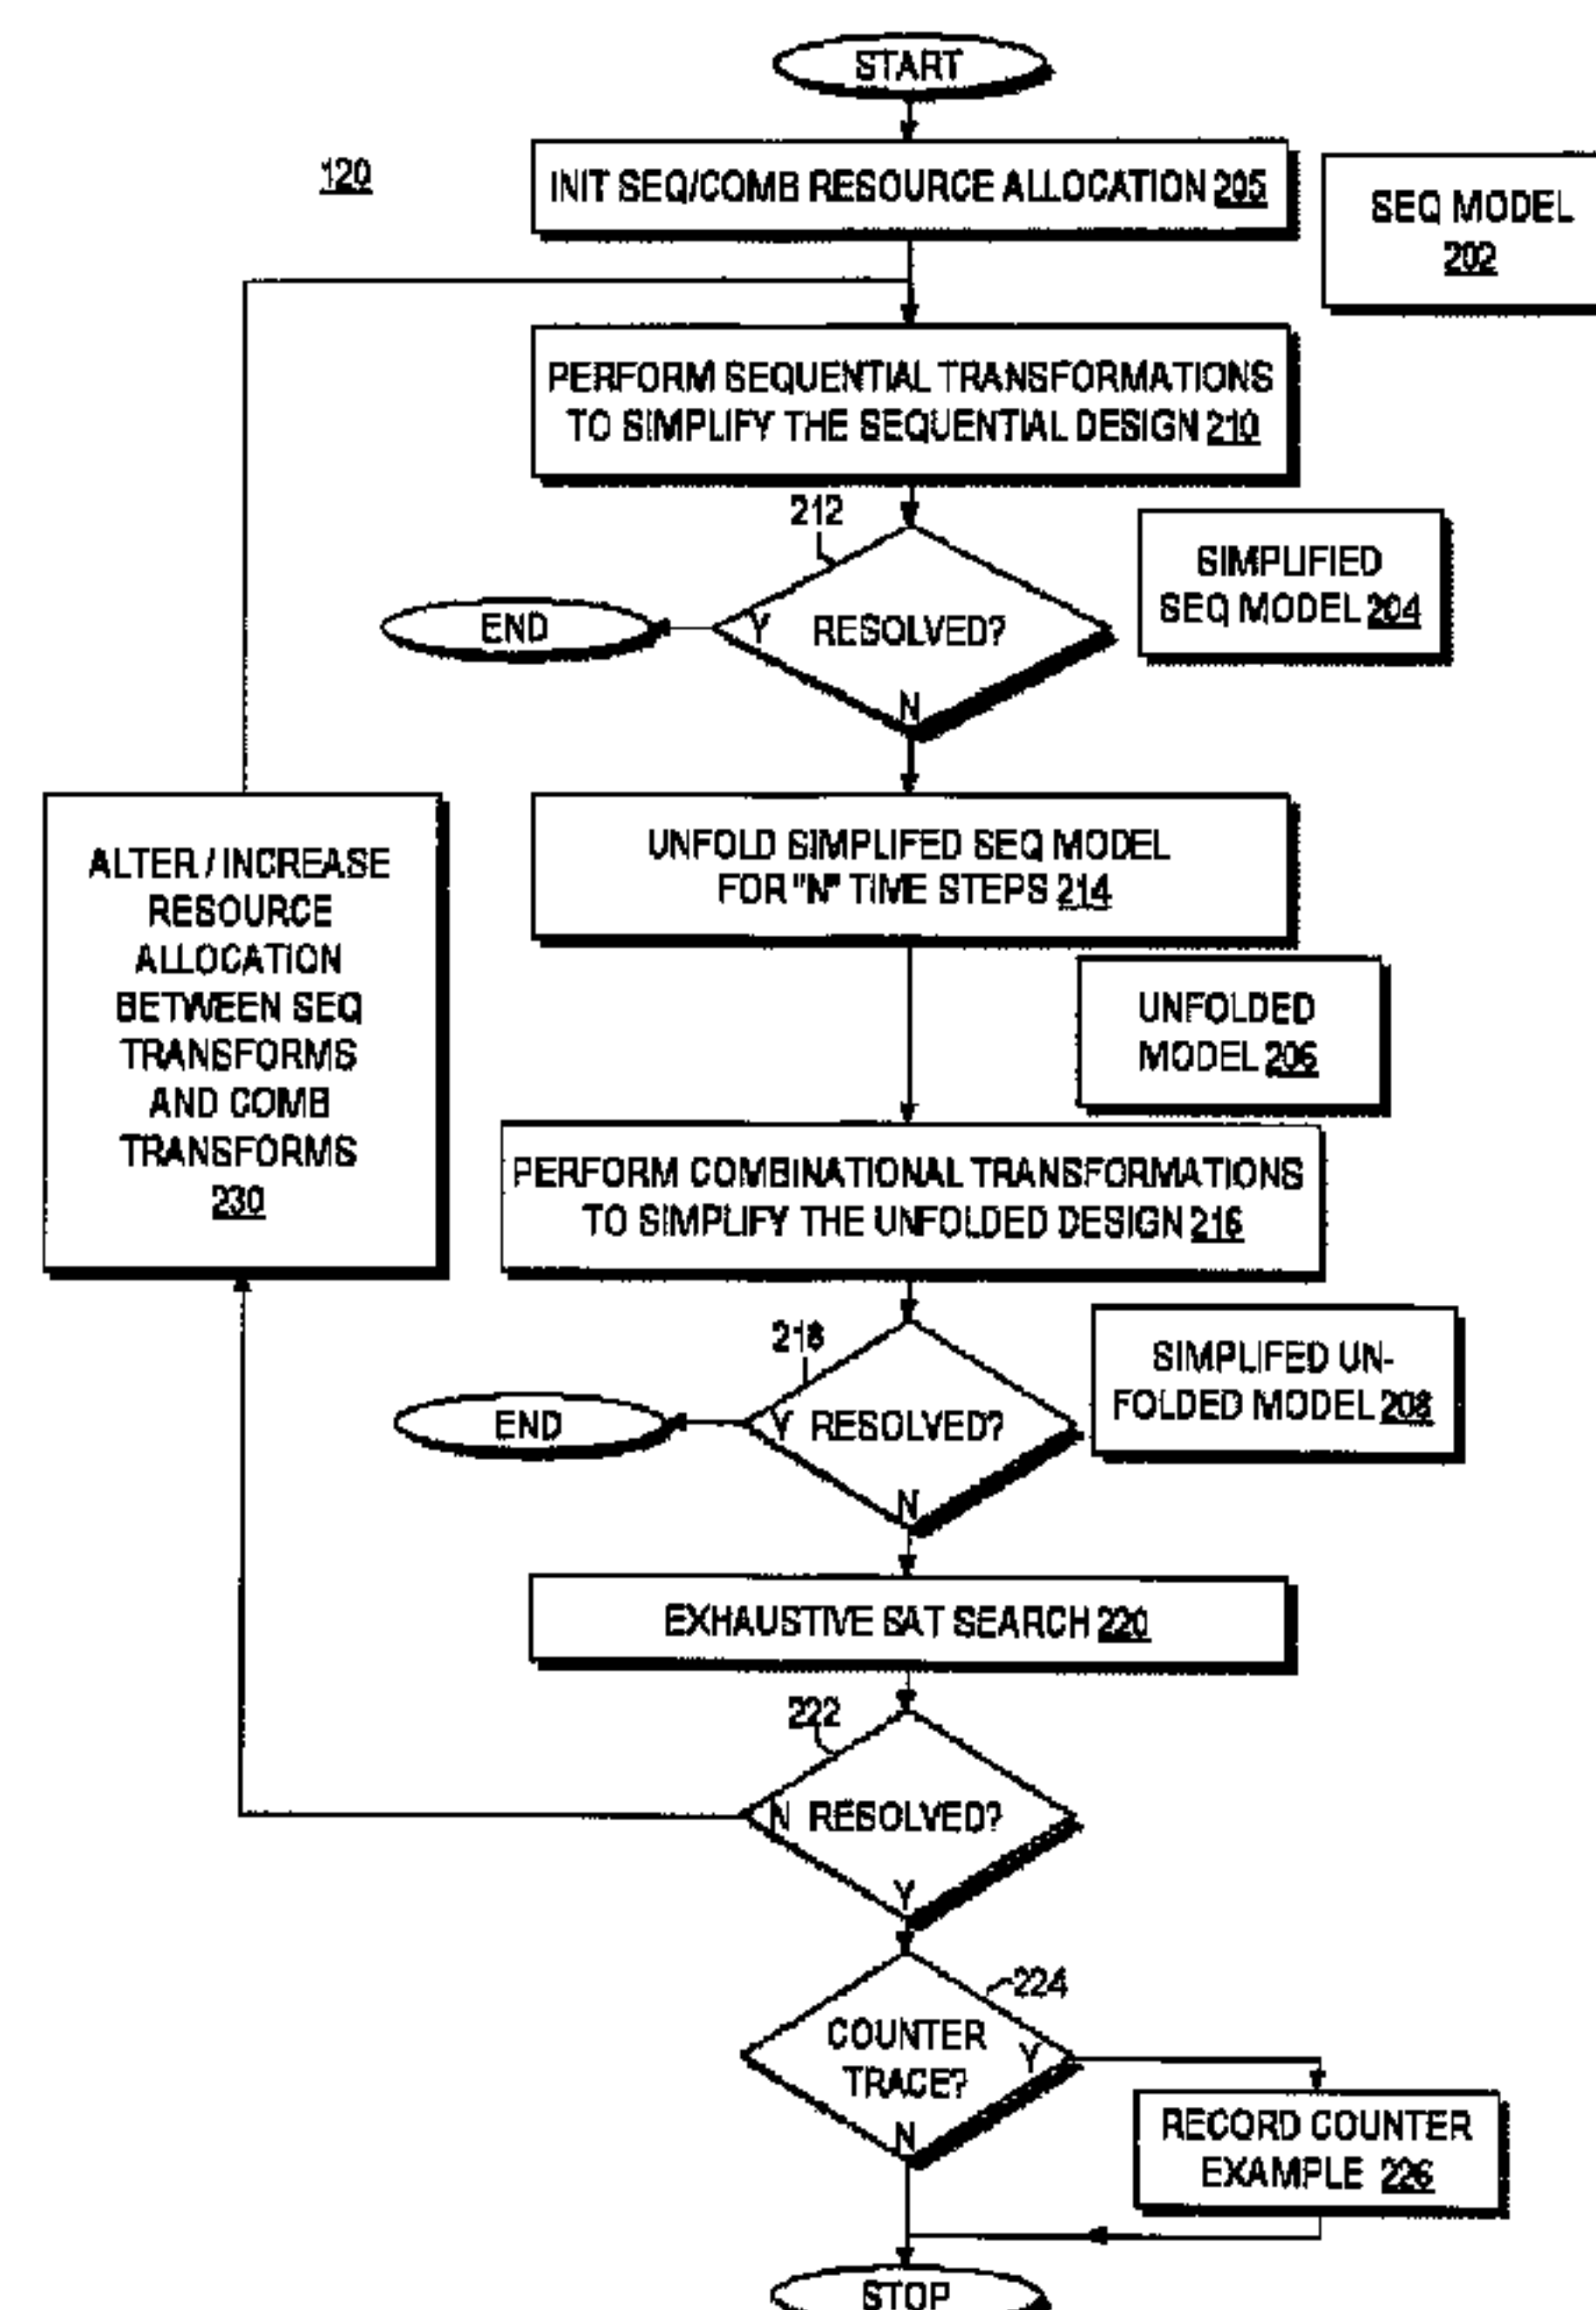 START
120
INIT SEQ/COMB RESOURCE ALLOCATION 205
SEQ MODEL
202
PERFORM SEQUENTIAL TRANSFORMATIONS
TO SIMPLIFY THE SEQUENTIAL DESIGN 210
212
SIMPLIFIED
SEQ MODEL 204
END
Y
RESOLVED?
N
UNFOLD SIMPLIFED SEQ MODEL
FOR "N" TIME STEPS 214
ALTER / INCREASE
RESOURCE
ALLOCATION
BETWEEN SEQ
TRANSFORMS
AND COMB
TRANSFORMS
230
UNFOLDED
MODEL 206
PERFORM COMBINATIONAL TRANSFORMATIONS
TO SIMPLIFY THE UNFOLDED DESIGN 216
218
SIMPLIFED UN-
FOLDED MODEL 208
END
Y RESOLVED?
N
EXHAUSTIVE SAT SEARCH 220
222
N RESOLVED?
Y
224
COUNTER
TRACE?
Y
N
RECORD COUNTER
EXAMPLE 226
STOP